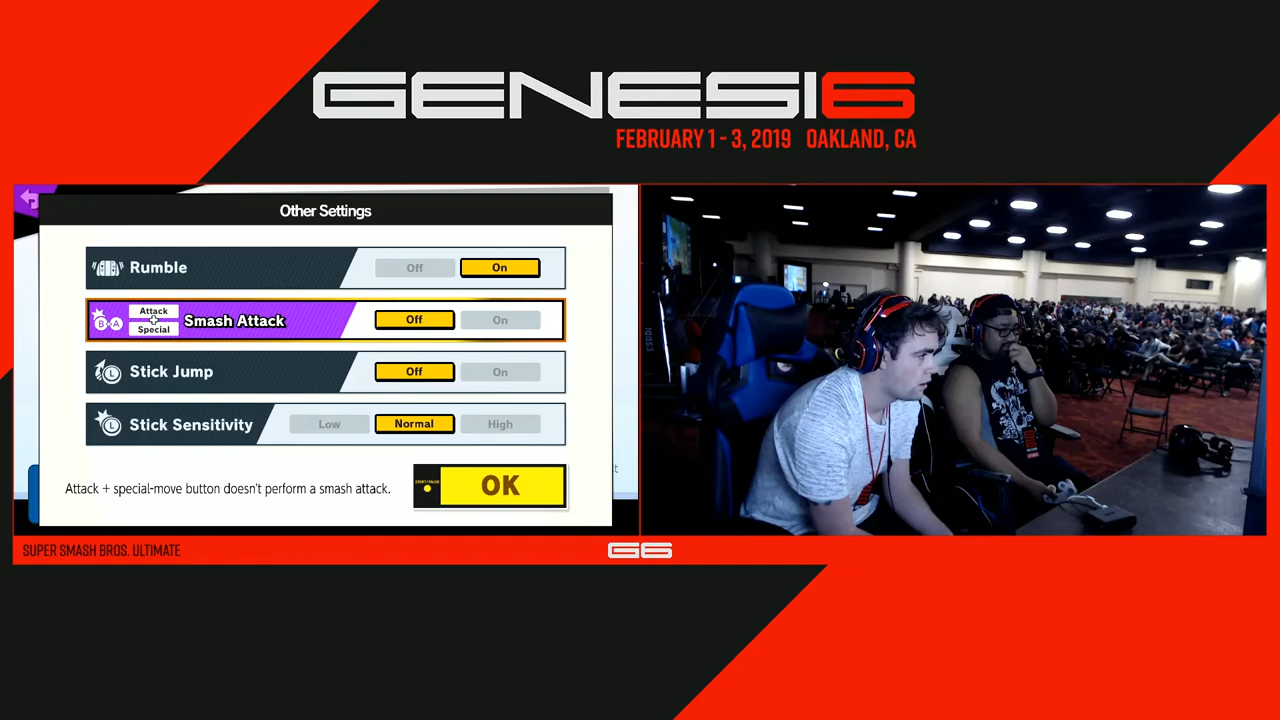 GENESI6
FEBRUARY 1 - 3, 2019 OAKLAND, CA
Other Settings
Rumble
Off On
Attack
+
Special
B+A
Smash Attack
Off On
L
Stick Jump
Off On
L
Stick Sensitivity
Low Normal High
Attack + special-move button doesn't perform a smash attack.
OK
SUPER SMASH BROS. ULTIMATE
G6